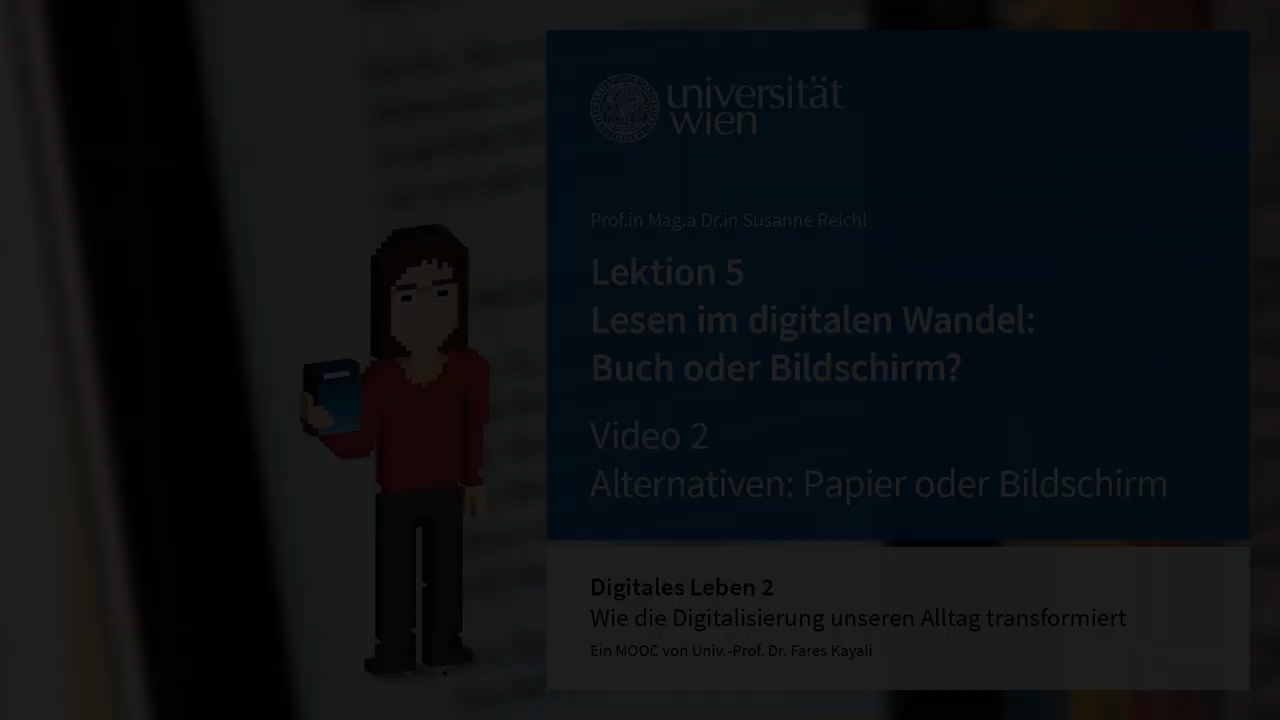 universität
wien
Prof.in Mag.a Dr.in Susanne Reichl
Lektion 5
Lesen im digitalen Wandel:
Buch oder Bildschirm?
Video 2
Alternativen: Papier oder Bildschirm
Digitales Leben 2
Wie die Digitalisierung unseren Alltag transformiert
Ein MOOC von Univ.-Prof. Dr. Fares Kayali